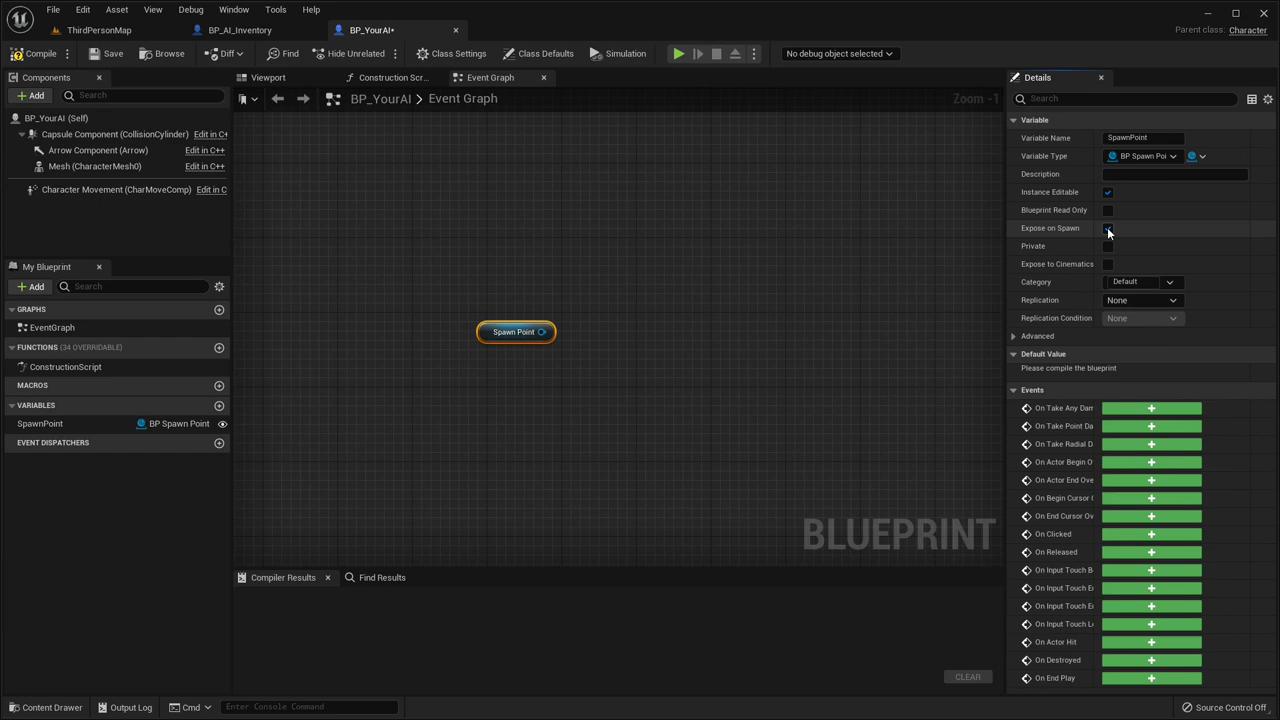 File Edit Asset View Debug Window Tools Help
ThirdPersonMap BP_AI_Inventory BP_YourAI•
Parent class: Character
Compile Save Browse Diff Find Hide Unrelated Class Settings Class Defaults Simulation No debug object selected
Components
Add Search
BP_YourAI (Self)
Capsule Component (CollisionCylinder) Edit in C+
Arrow Component (Arrow) Edit in C++
Mesh (CharacterMesh0) Edit in C++
Character Movement (CharMoveComp) Edit in C
My Blueprint
Add Search
GRAPHS
EventGraph
FUNCTIONS (34 OVERRIDABLE)
ConstructionScript
MACROS
VARIABLES
SpawnPoint BP Spawn Point
EVENT DISPATCHERS
Viewport Construction Scr... Event Graph
BP_YourAI > Event Graph Zoom -1
Spawn Point
BLUEPRINT
Compiler Results Find Results
CLEAR
Details
Search
Variable
Variable Name SpawnPoint
Variable Type BP Spawn Poi
Description
Instance Editable
Blueprint Read Only
Expose on Spawn
Private
Expose to Cinematics
Category Default
Replication None
Replication Condition None
Advanced
Default Value
Please compile the blueprint
Events
On Take Any Dam
On Take Point Da
On Take Radial D
On Actor Begin O
On Actor End Ove
On Begin Cursor O
On End Cursor Ov
On Clicked
On Released
On Input Touch B
On Input Touch E
On Input Touch E
On Input Touch L
On Actor Hit
On Destroyed
On End Play
Content Drawer Output Log Cmd Enter Console Command Source Control Off